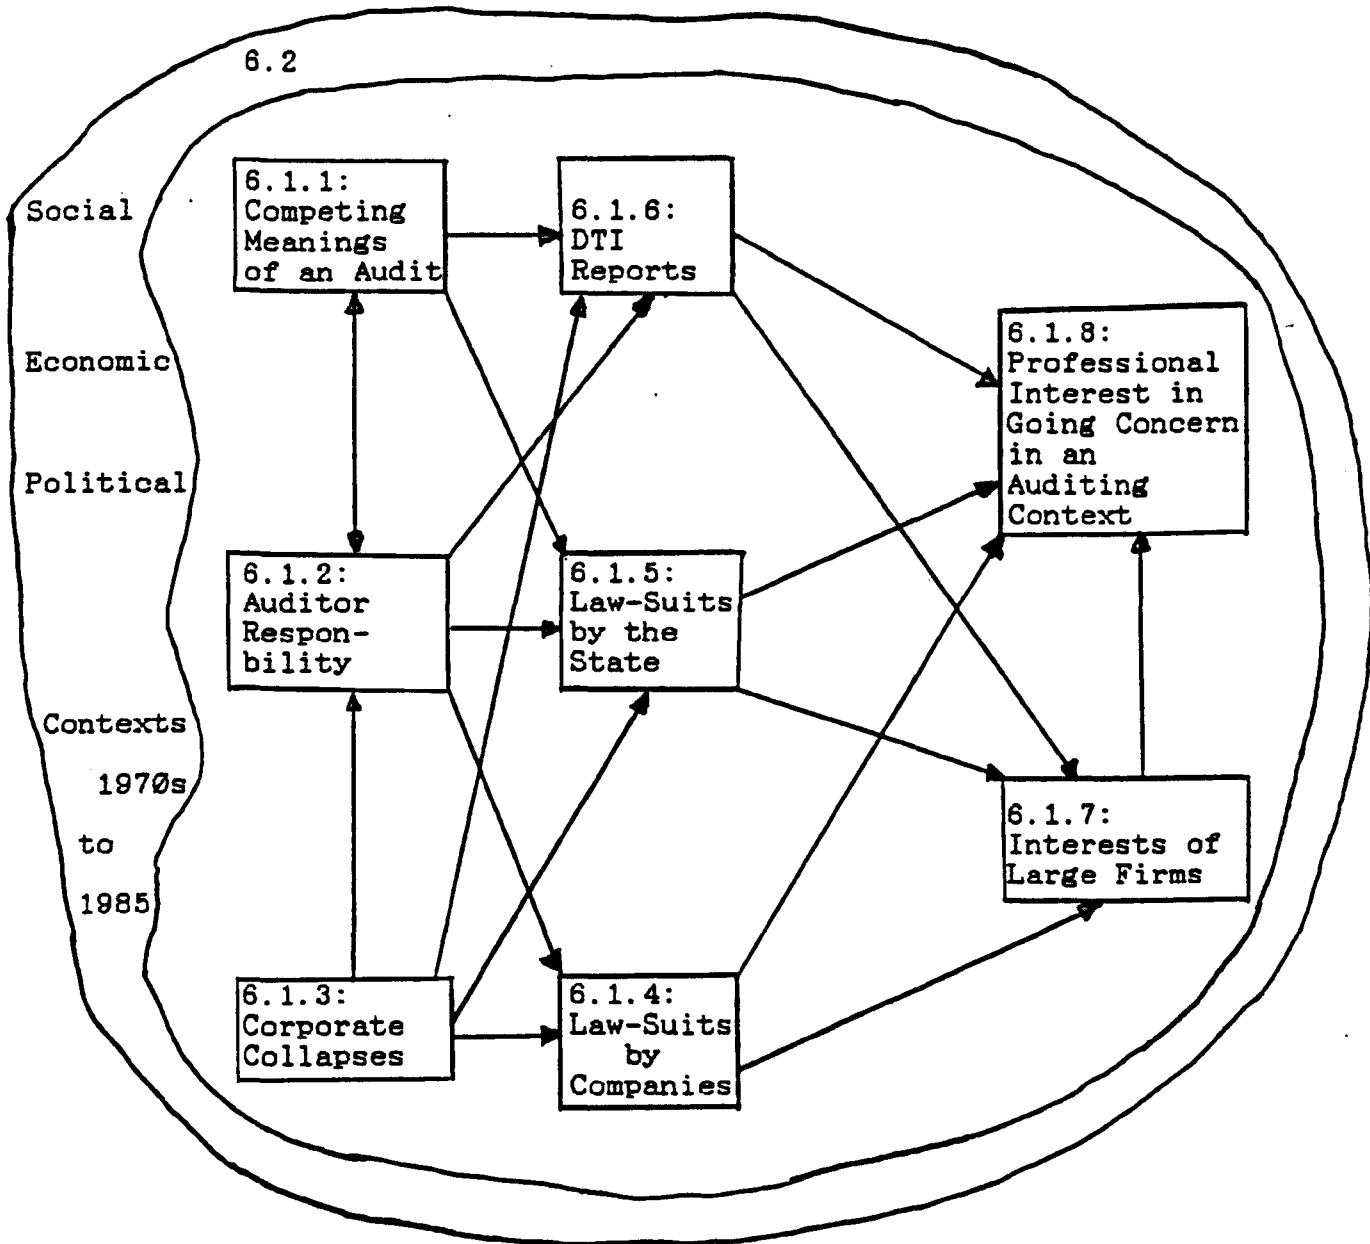 6.2
Social
Economic
Political
Contexts
1970s
to
1985
6.1.1:
Competing
Meanings
of an Audit
6.1.6:
DTI
Reports
6.1.8:
Professional
Interest in
Going Concern
in an
Auditing
Context
6.1.2:
Auditor
Respon-
bility
6.1.5:
Law-Suits
by the
State
6.1.7:
Interests of
Large Firms
6.1.3:
Corporate
Collapses
6.1.4:
Law-Suits
by
Companies